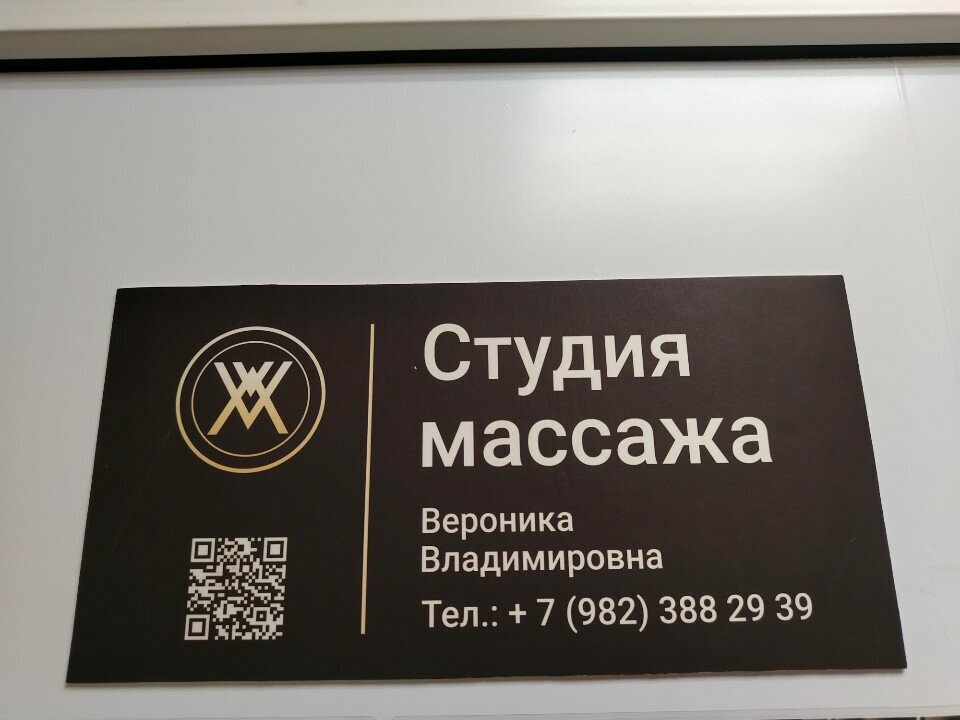 Студия
массажа
Вероника
Владимировна
Тел.: + 7 (982) 388 29 39